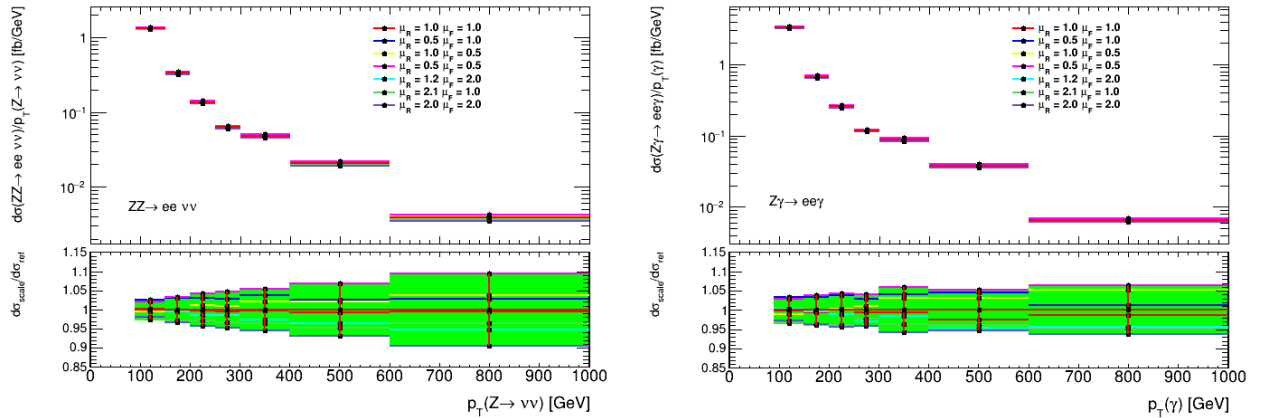 dσ(ZZ→ ee νν)/p_T(Z→ νν) [fb/GeV]
1
10⁻¹
10⁻²
μ_R = 1.0 μ_F = 1.0
μ_R = 0.5 μ_F = 1.0
μ_R = 1.0 μ_F = 0.5
μ_R = 0.5 μ_F = 0.5
μ_R = 1.2 μ_F = 2.0
μ_R = 2.1 μ_F = 1.0
μ_R = 2.0 μ_F = 2.0
ZZ→ ee νν
dσ_scale/dσ_ref
1.15
1.1
1.05
1
0.95
0.9
0.85
0 100 200 300 400 500 600 700 800 900 1000
p_T(Z→ νν) [GeV]
dσ(Zγ→ eeγ)/p_T(γ) [fb/GeV]
1
10⁻¹
10⁻²
μ_R = 1.0 μ_F = 1.0
μ_R = 0.5 μ_F = 1.0
μ_R = 1.0 μ_F = 0.5
μ_R = 0.5 μ_F = 0.5
μ_R = 1.2 μ_F = 2.0
μ_R = 2.1 μ_F = 1.0
μ_R = 2.0 μ_F = 2.0
Zγ→ eeγ
dσ_scale/dσ_ref
1.15
1.1
1.05
1
0.95
0.9
0.85
0 100 200 300 400 500 600 700 800 900 1000
p_T(γ) [GeV]